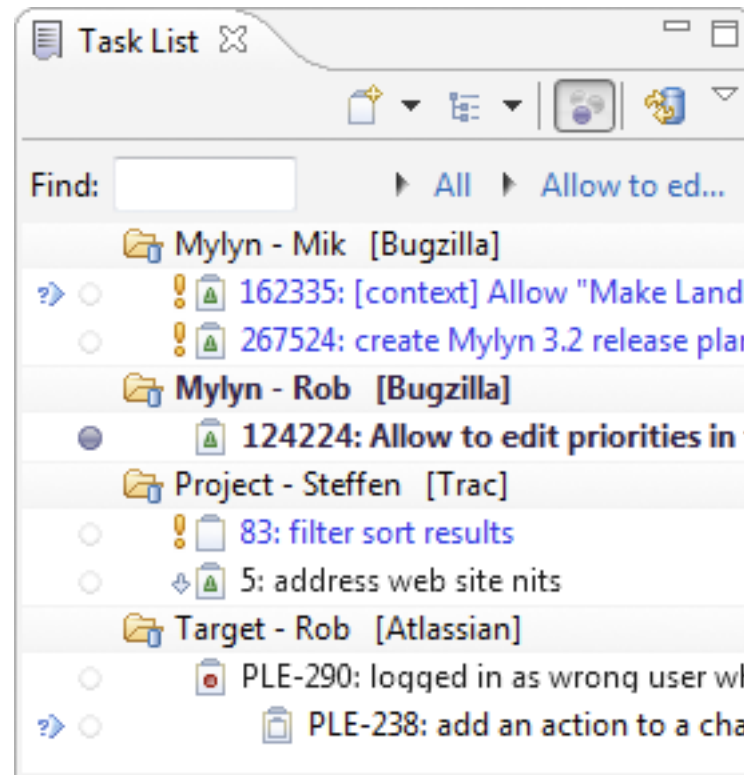 Task List
Find: All Allow to ed...
Mylyn - Mik [Bugzilla]
162335: [context] Allow "Make Land
267524: create Mylyn 3.2 release plan
Mylyn - Rob [Bugzilla]
124224: Allow to edit priorities in
Project - Steffen [Trac]
83: filter sort results
5: address web site nits
Target - Rob [Atlassian]
PLE-290: logged in as wrong user wh
PLE-238: add an action to a cha